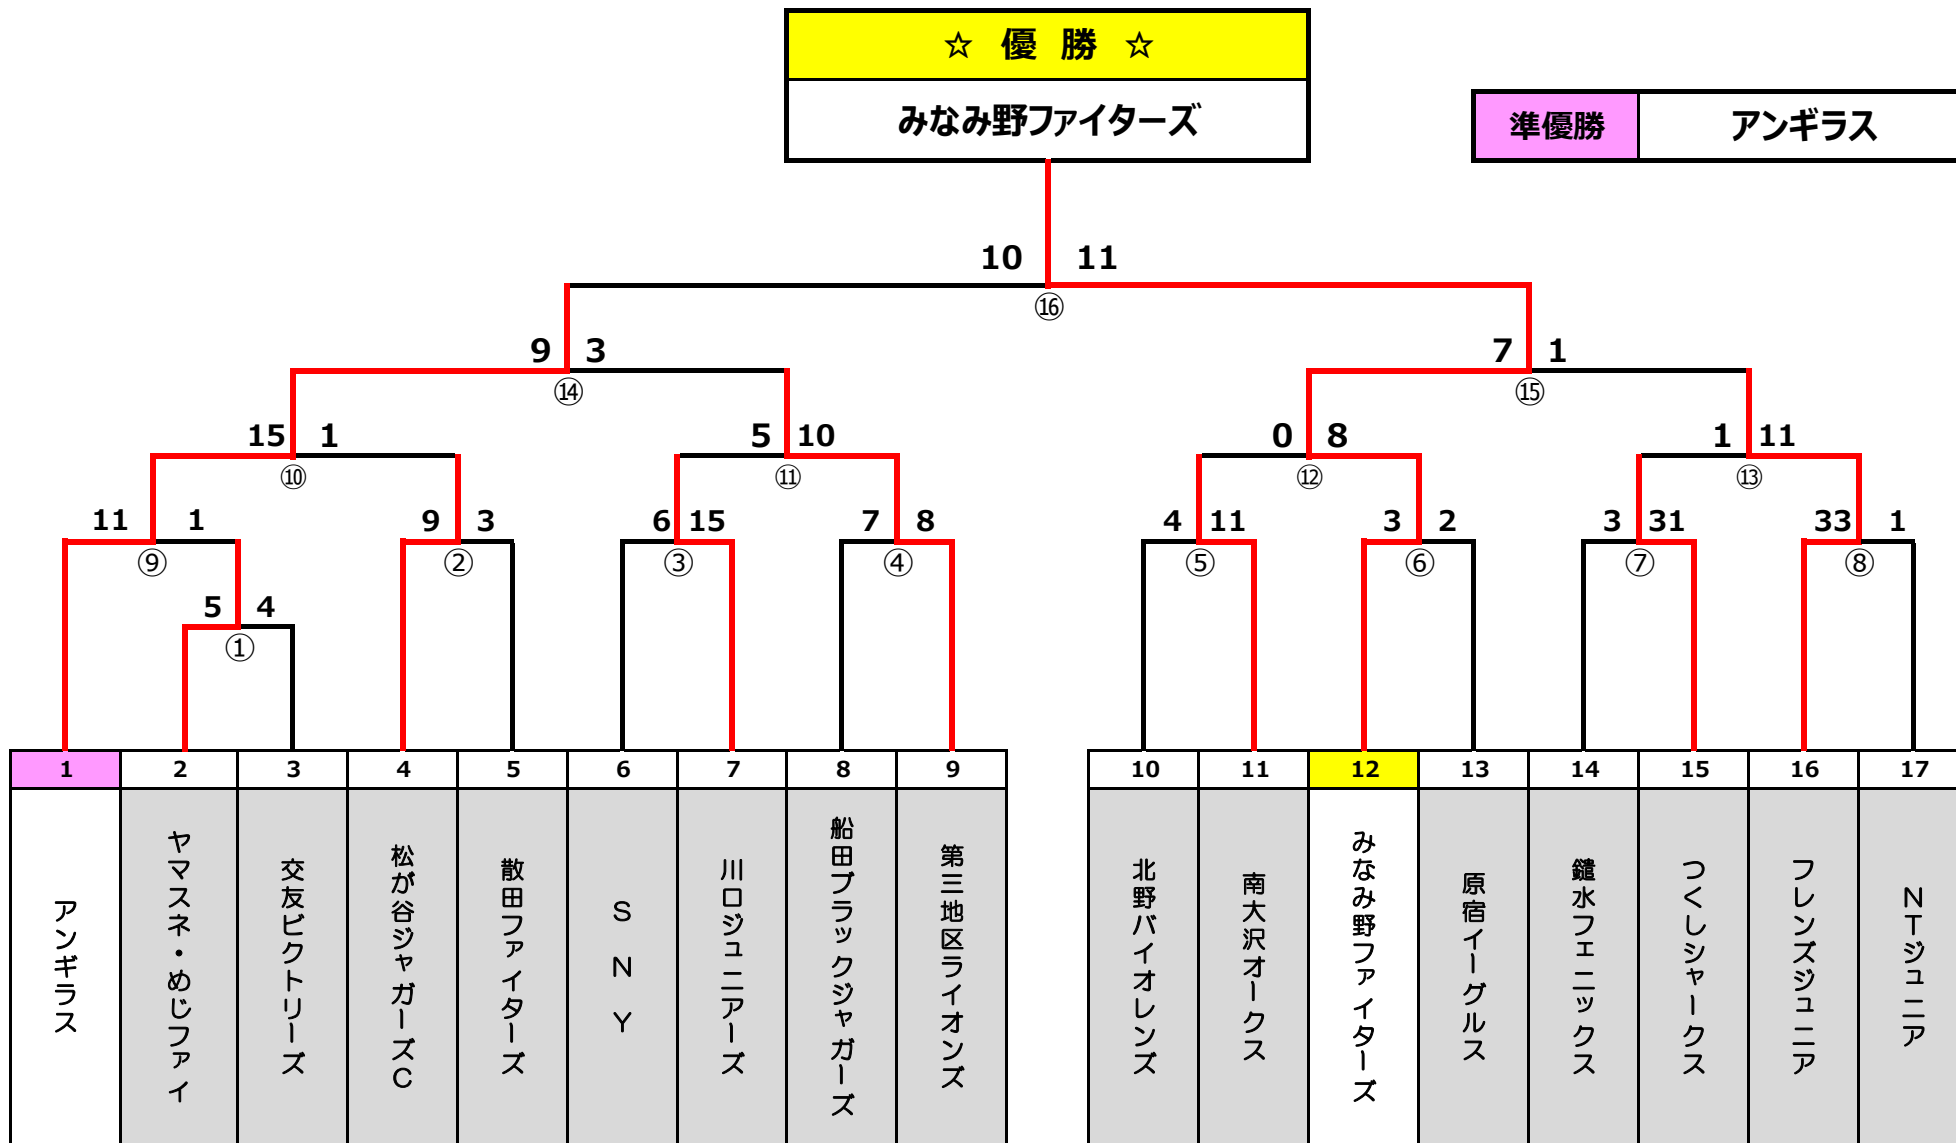 ☆ 優 勝 ☆
みなみ野ファイターズ
準優勝 アンギラス
10 11
⑯
9 3 7 1
⑭ ⑮
15 1 5 10 0 8 1 11
⑩ ⑪ ⑫ ⑬
11 1 9 3 6 15 7 8 4 11 3 2 3 31 33 1
⑨ ② ③ ④ ⑤ ⑥ ⑦ ⑧
5 4
①
1 2 3 4 5 6 7 8 9 10 11 12 13 14 15 16 17
アンギラス
ヤマスネ・めじファイ
交友ビクトリーズ
松が谷ジャガーズC
散田ファイターズ
S N Y
川口ジュニアーズ
船田ブラックジャガーズ
第三地区ライオンズ
北野バイオレンズ
南大沢オークス
みなみ野ファイターズ
原宿イーグルス
鑓水フェニックス
つくしシャークス
フレンズジュニア
NTジュニア